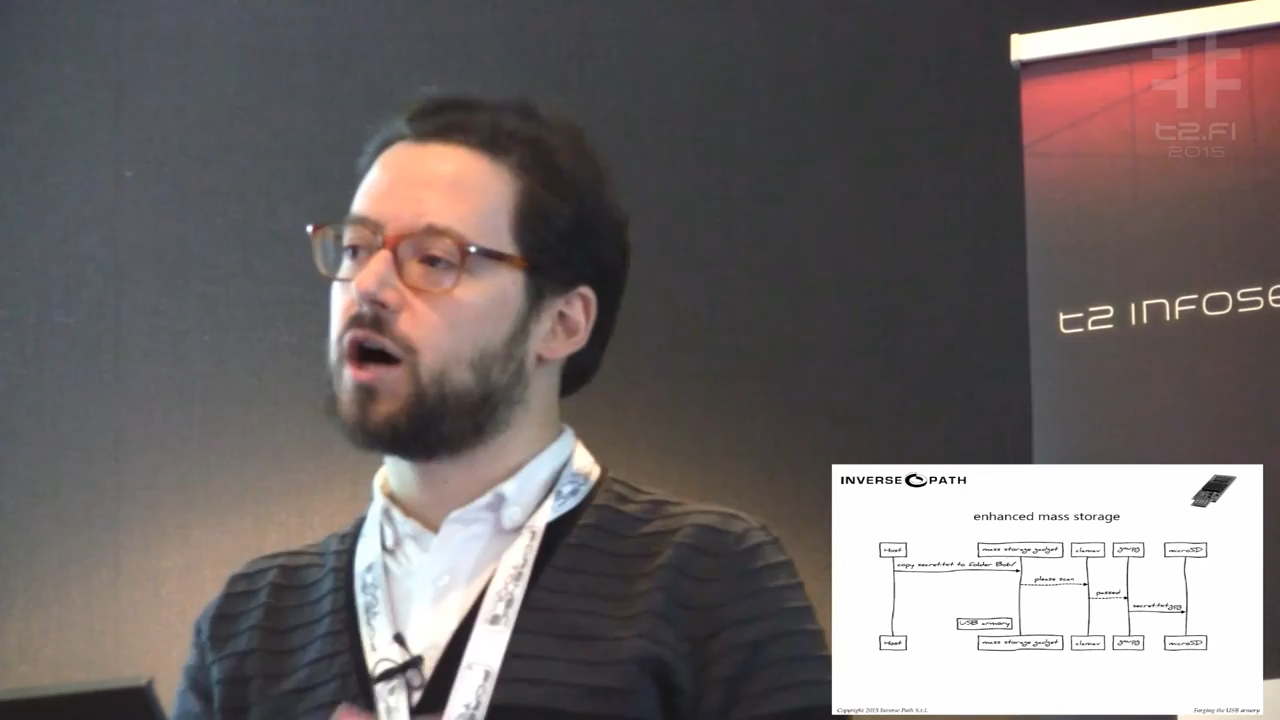 t2.fi
2015
t2 infose
INVERSE PATH
enhanced mass storage
Host
mass storage gadget
clamav
gnupg
microSD
copy secret.txt to folder Bob/
please scan
passed
secret.txt.gpg
USB armory
Host
mass storage gadget
clamav
gnupg
microSD
Copyright 2015 Inverse Path S.r.l.
Forging the USB armory